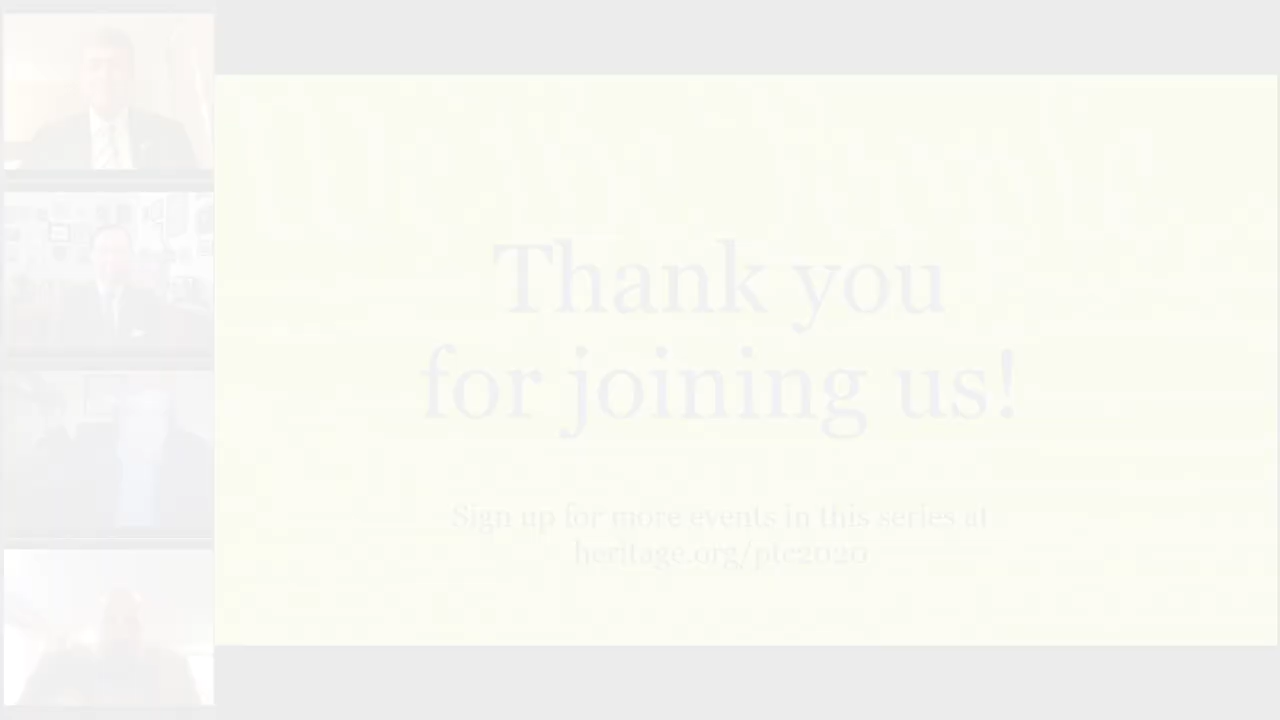 Thank you
for joining us!
Sign up for more events in this series at
heritage.org/ptc2020